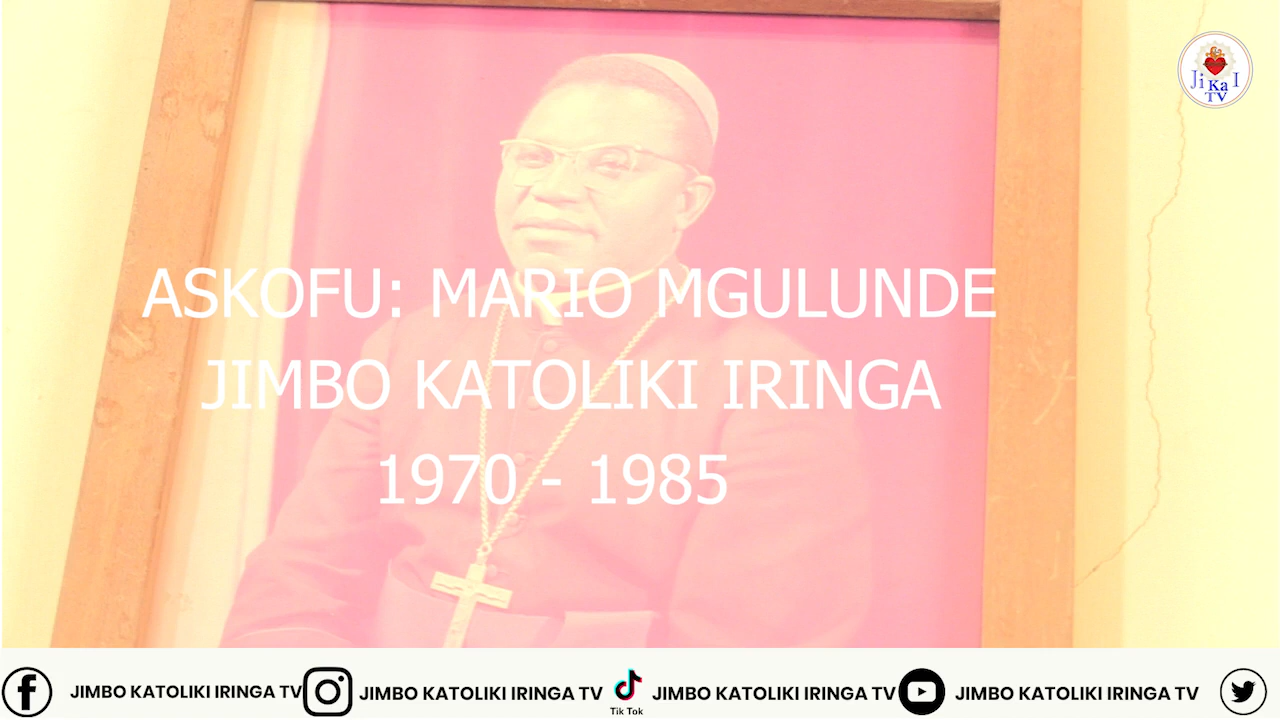 Ji Ka I
TV
ASKOFU: MARIO MGULUNDE
JIMBO KATOLIKI IRINGA
1970 - 1985
JIMBO KATOLIKI IRINGA TV JIMBO KATOLIKI IRINGA TV JIMBO KATOLIKI IRINGA TV JIMBO KATOLIKI IRINGA TV
Tik Tok